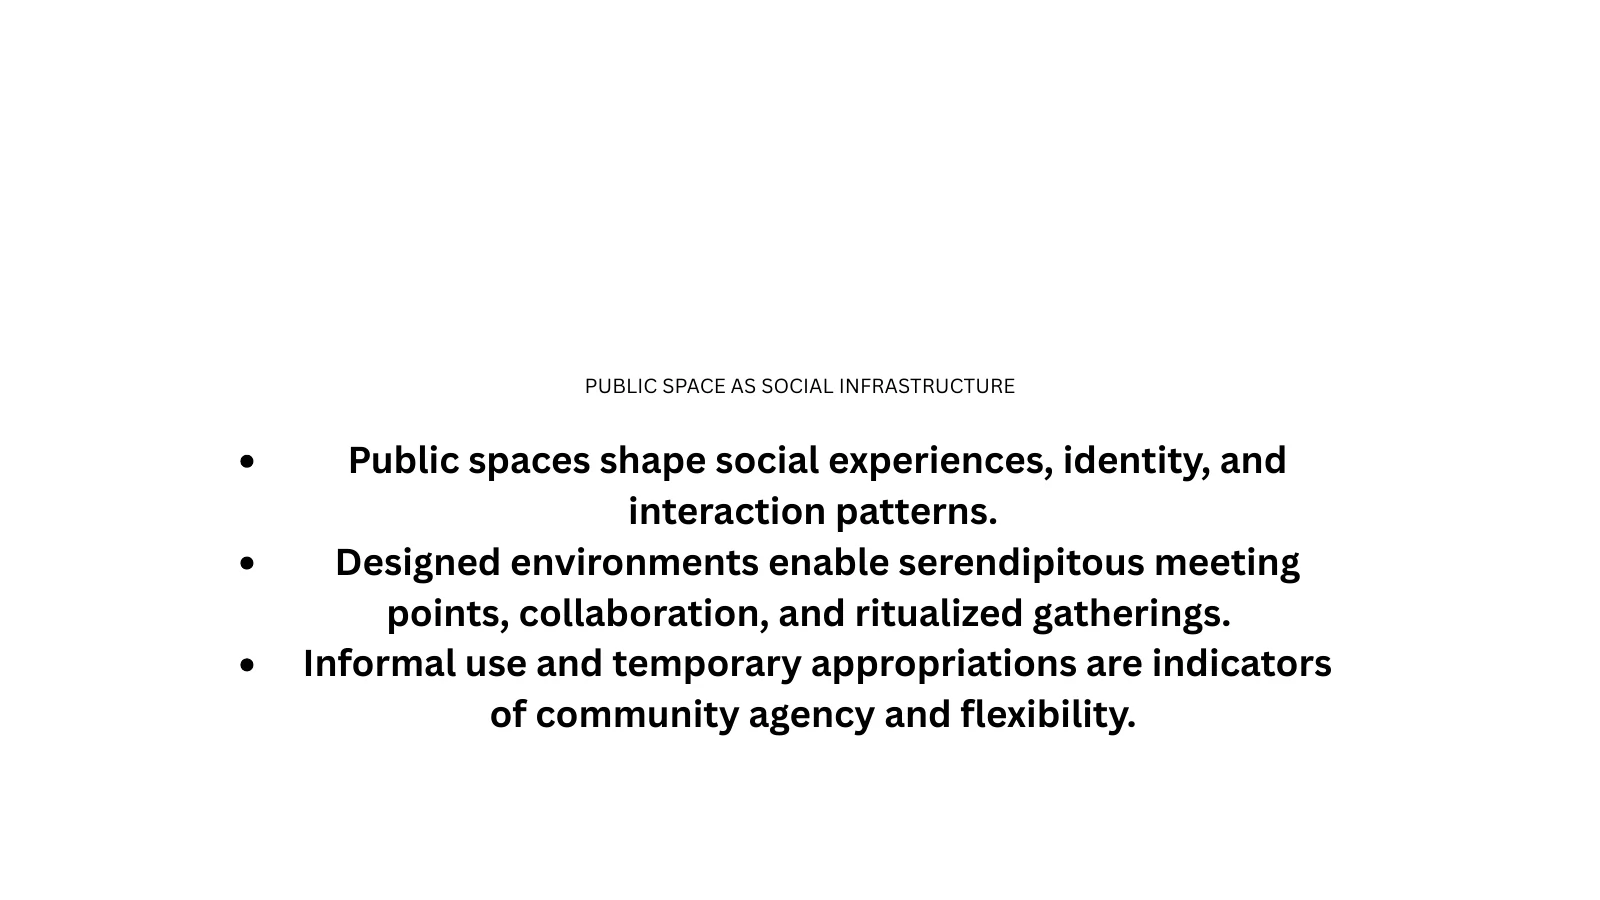 PUBLIC SPACE AS SOCIAL INFRASTRUCTURE
• Public spaces shape social experiences, identity, and
interaction patterns.
• Designed environments enable serendipitous meeting
points, collaboration, and ritualized gatherings.
• Informal use and temporary appropriations are indicators
of community agency and flexibility.